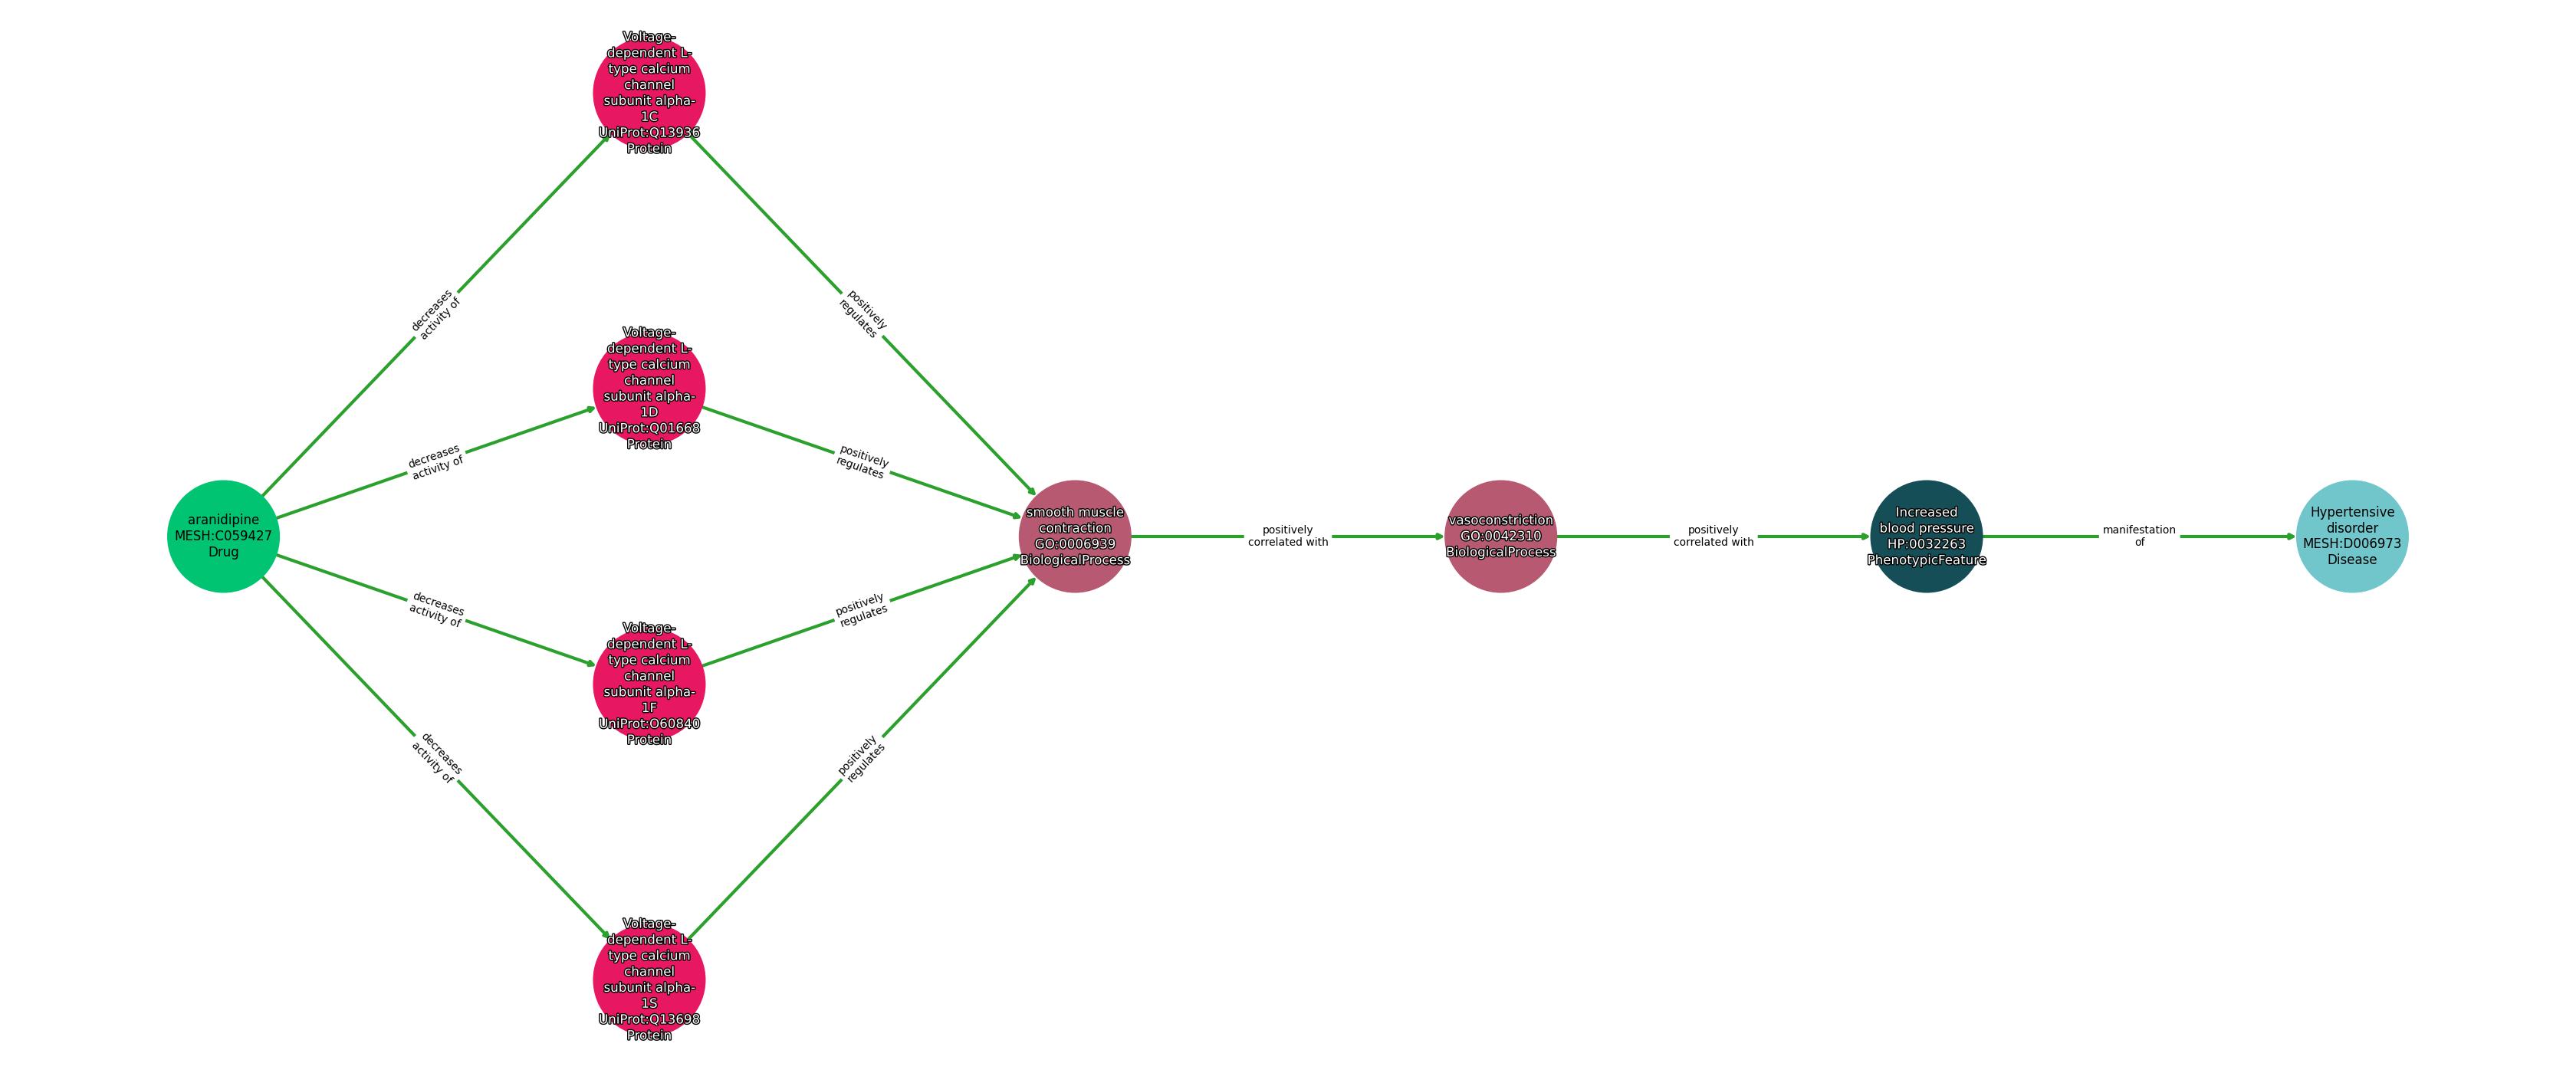 Voltage-
dependent L-
type calcium
channel
subunit alpha-
1C
UniProt:Q13936
Protein
decreases
activity of
positively
regulates
Voltage-
dependent L-
type calcium
channel
subunit alpha-
1D
UniProt:Q01668
Protein
decreases
activity of
positively
regulates
aranidipine
MESH:C059427
Drug
smooth muscle
contraction
GO:0006939
BiologicalProcess
positively
correlated with
vasoconstriction
GO:0042310
BiologicalProcess
positively
correlated with
Increased
blood pressure
HP:0032263
PhenotypicFeature
manifestation
of
Hypertensive
disorder
MESH:D006973
Disease
decreases
activity of
positively
regulates
Voltage-
dependent L-
type calcium
channel
subunit alpha-
1F
UniProt:O60840
Protein
decreases
activity of
positively
regulates
Voltage-
dependent L-
type calcium
channel
subunit alpha-
1S
UniProt:Q13698
Protein